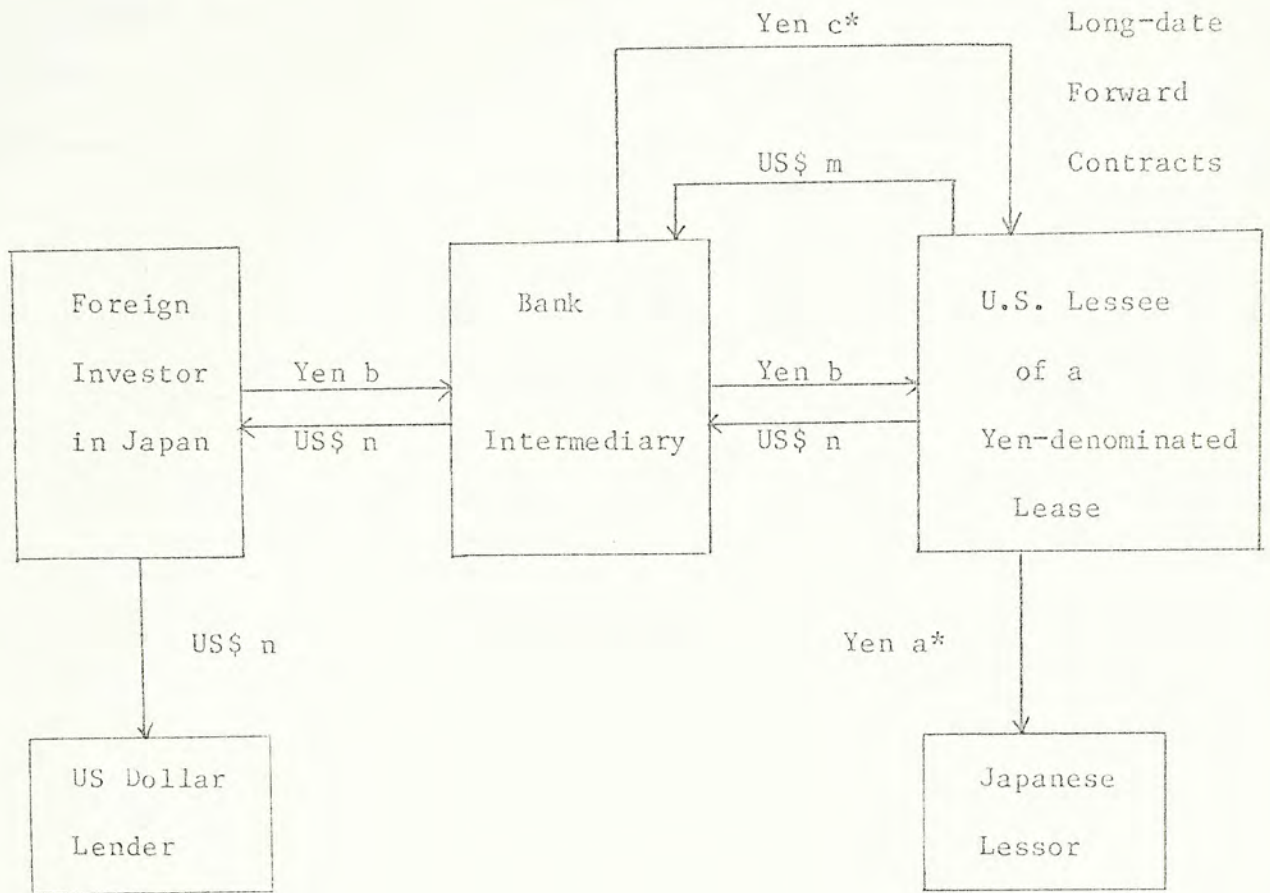 Yen c*
Long-date
Forward
Contracts
US$ m
Foreign
Investor
in Japan
Yen b
US$ n
Bank
Intermediary
Yen b
US$ n
U.S. Lessee
of a
Yen-denominated
Lease
US$ n
Yen a*
US Dollar
Lender
Japanese
Lessor